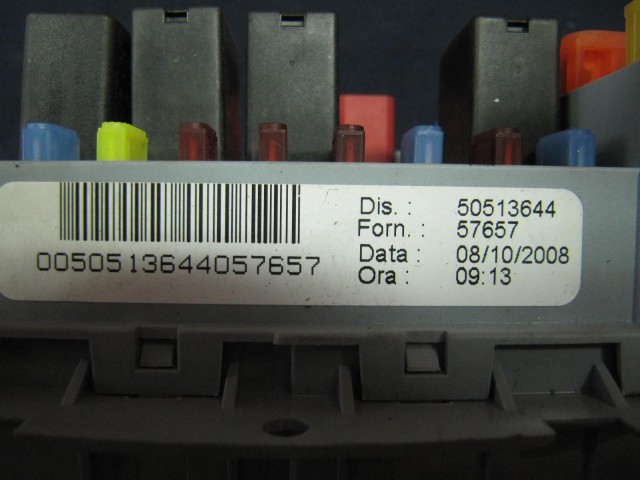 Dis. : 50513644
Forn. : 57657
Data : 08/10/2008
Ora : 09:13
0050513644057657